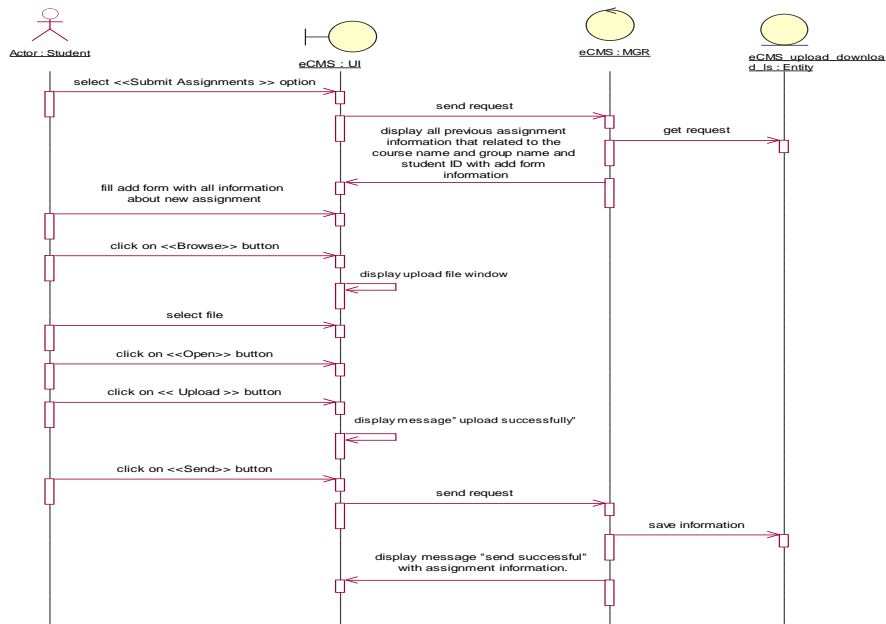 Actor : Student
eCMS : UI
eCMS : MGR
eCMS_upload_downloa
d_ls : Entity
select <<Submit Assignments >> option
send request
get request
display all previous assignment
information that related to the
course name and group name and
student ID with add form
information
fill add form with all information
about new assignment
click on <<Browse>> button
display upload file window
select file
click on <<Open>> button
click on << Upload >> button
display message" upload successfully"
click on <<Send>> button
send request
save information
display message "send successful"
with assignment information.